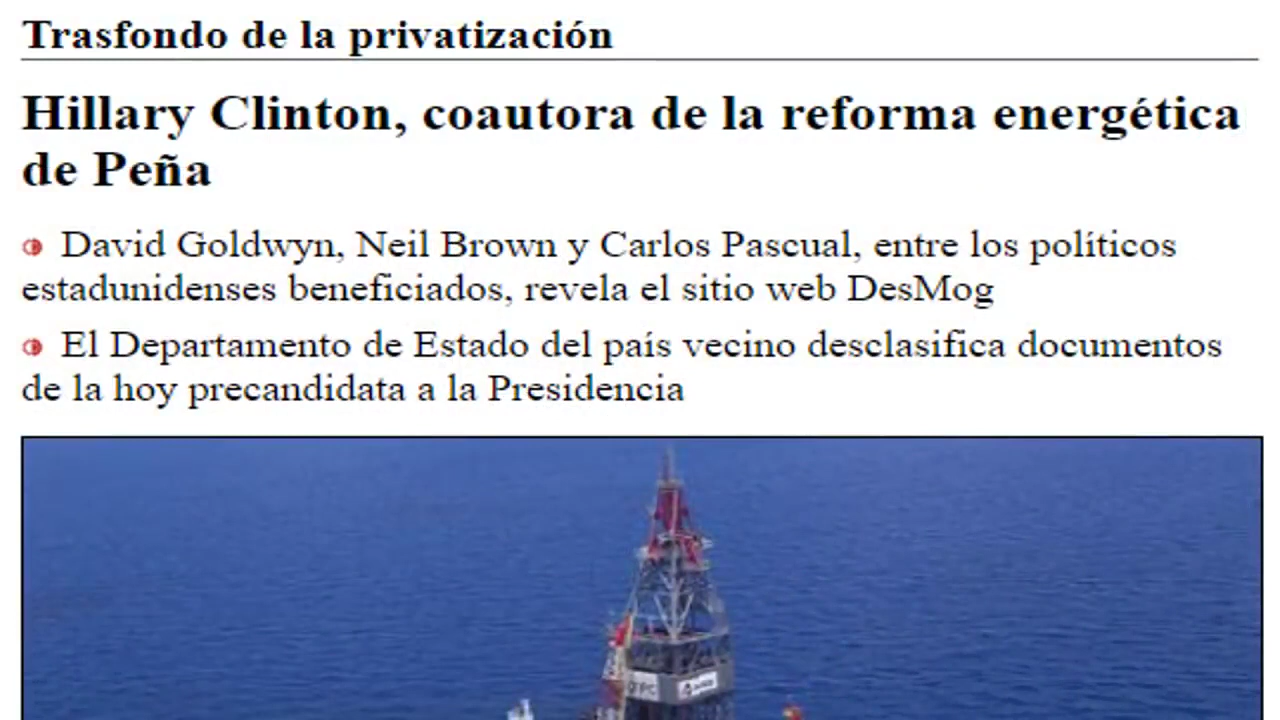 Trasfondo de la privatización
Hillary Clinton, coautora de la reforma energética
de Peña
David Goldwyn, Neil Brown y Carlos Pascual, entre los políticos
estadunidenses beneficiados, revela el sitio web DesMog
El Departamento de Estado del país vecino desclasifica documentos
de la hoy precandidata a la Presidencia